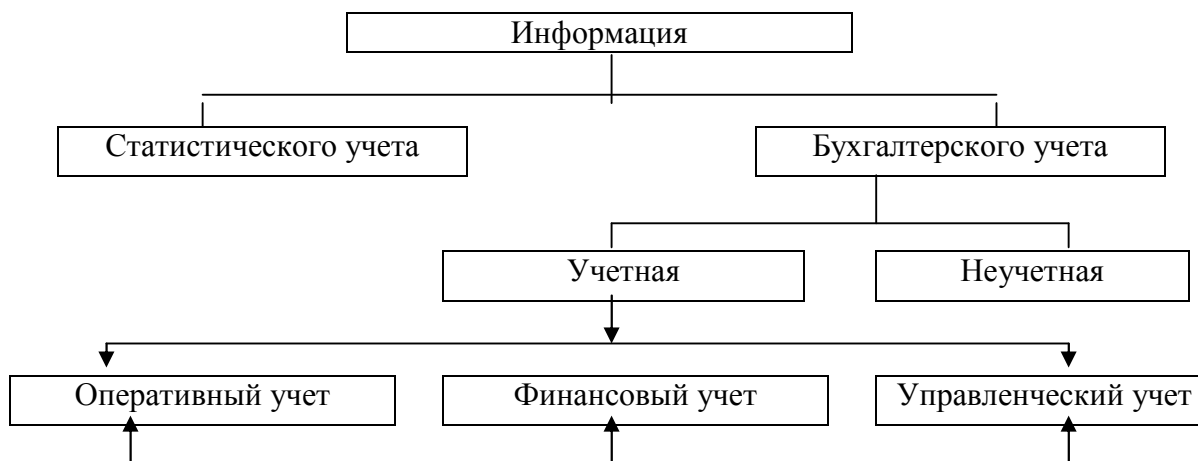 Информация
Статистического учета
Бухгалтерского учета
Учетная
Неучетная
Оперативный учет
Финансовый учет
Управленческий учет